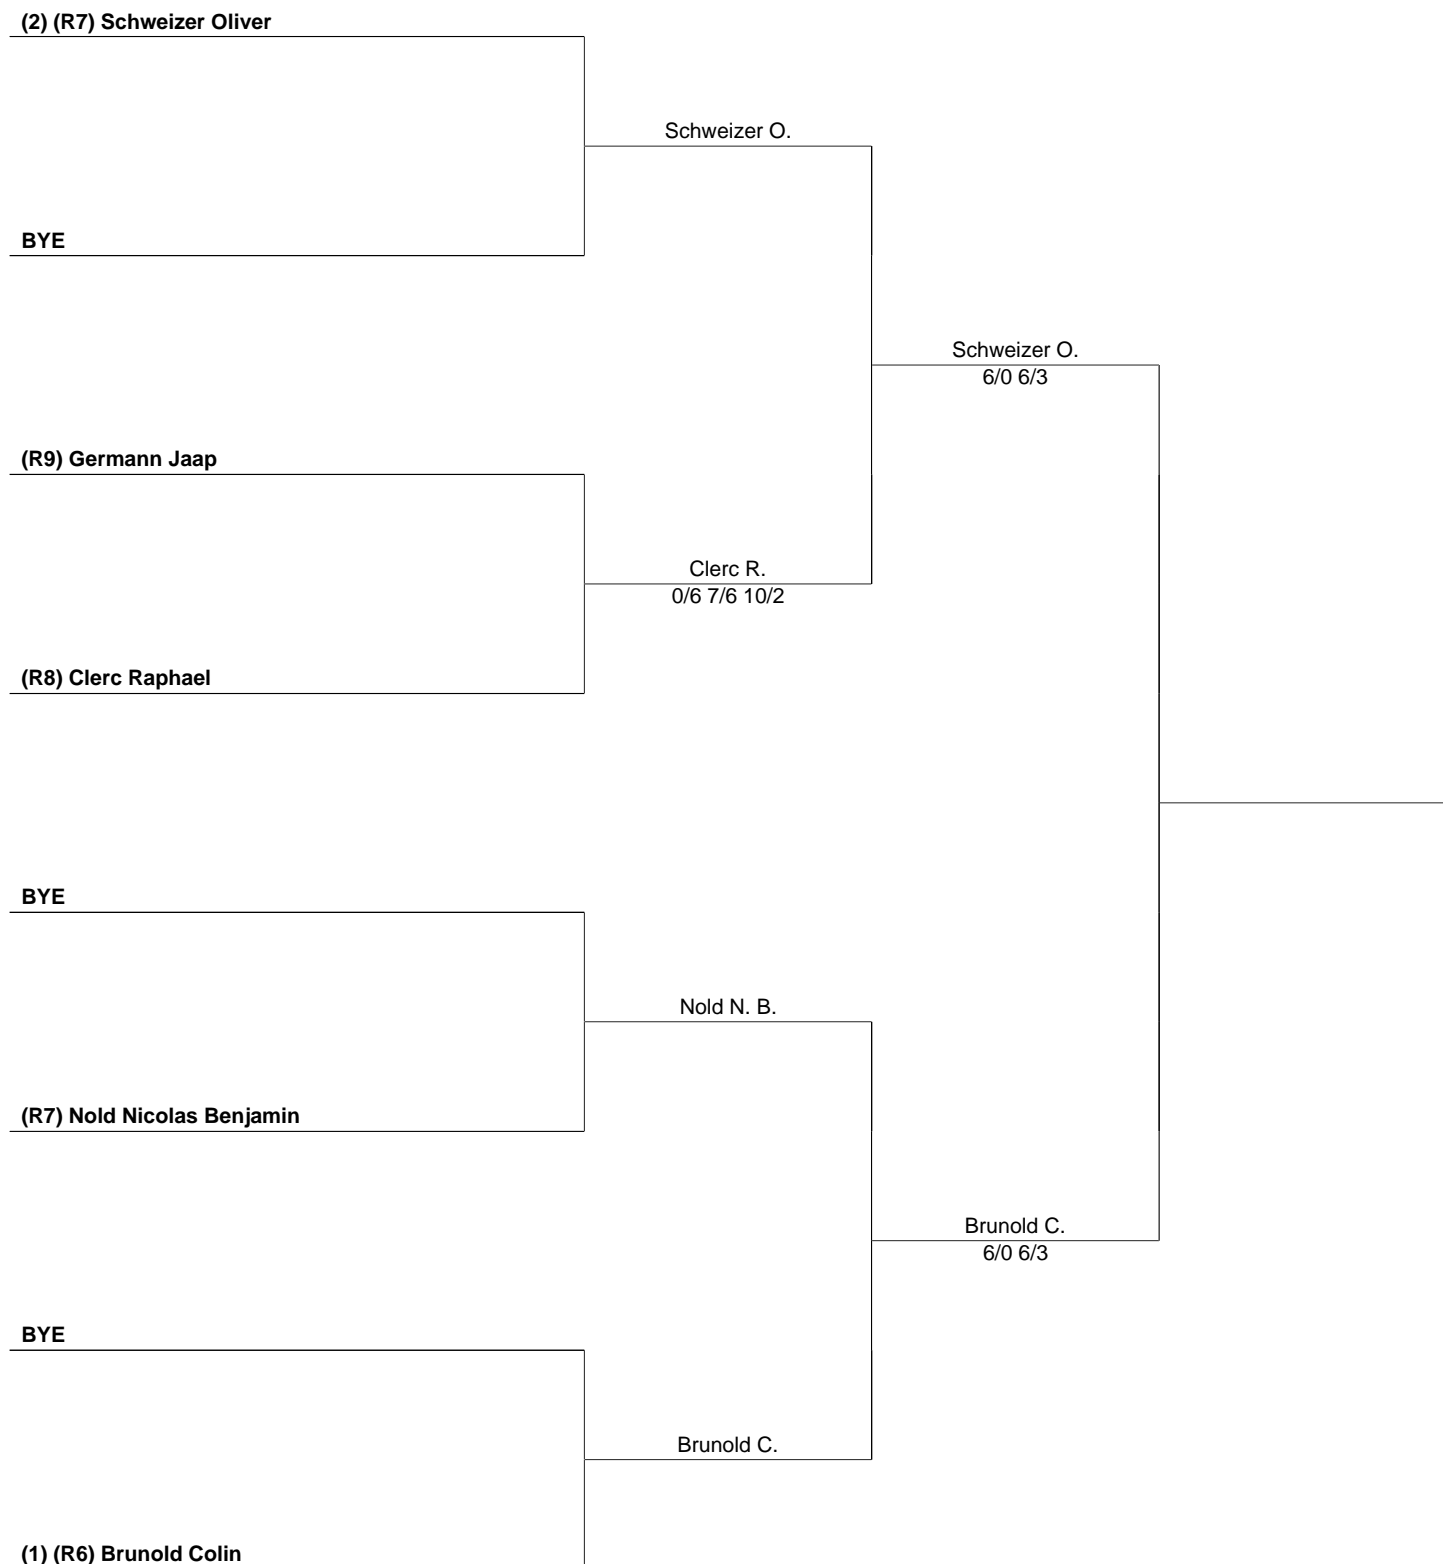 (2) (R7) Schweizer Oliver
Schweizer O.
BYE
Schweizer O.
6/0 6/3
(R9) Germann Jaap
Clerc R.
0/6 7/6 10/2
(R8) Clerc Raphael
BYE
Nold N. B.
(R7) Nold Nicolas Benjamin
Brunold C.
6/0 6/3
BYE
Brunold C.
(1) (R6) Brunold Colin